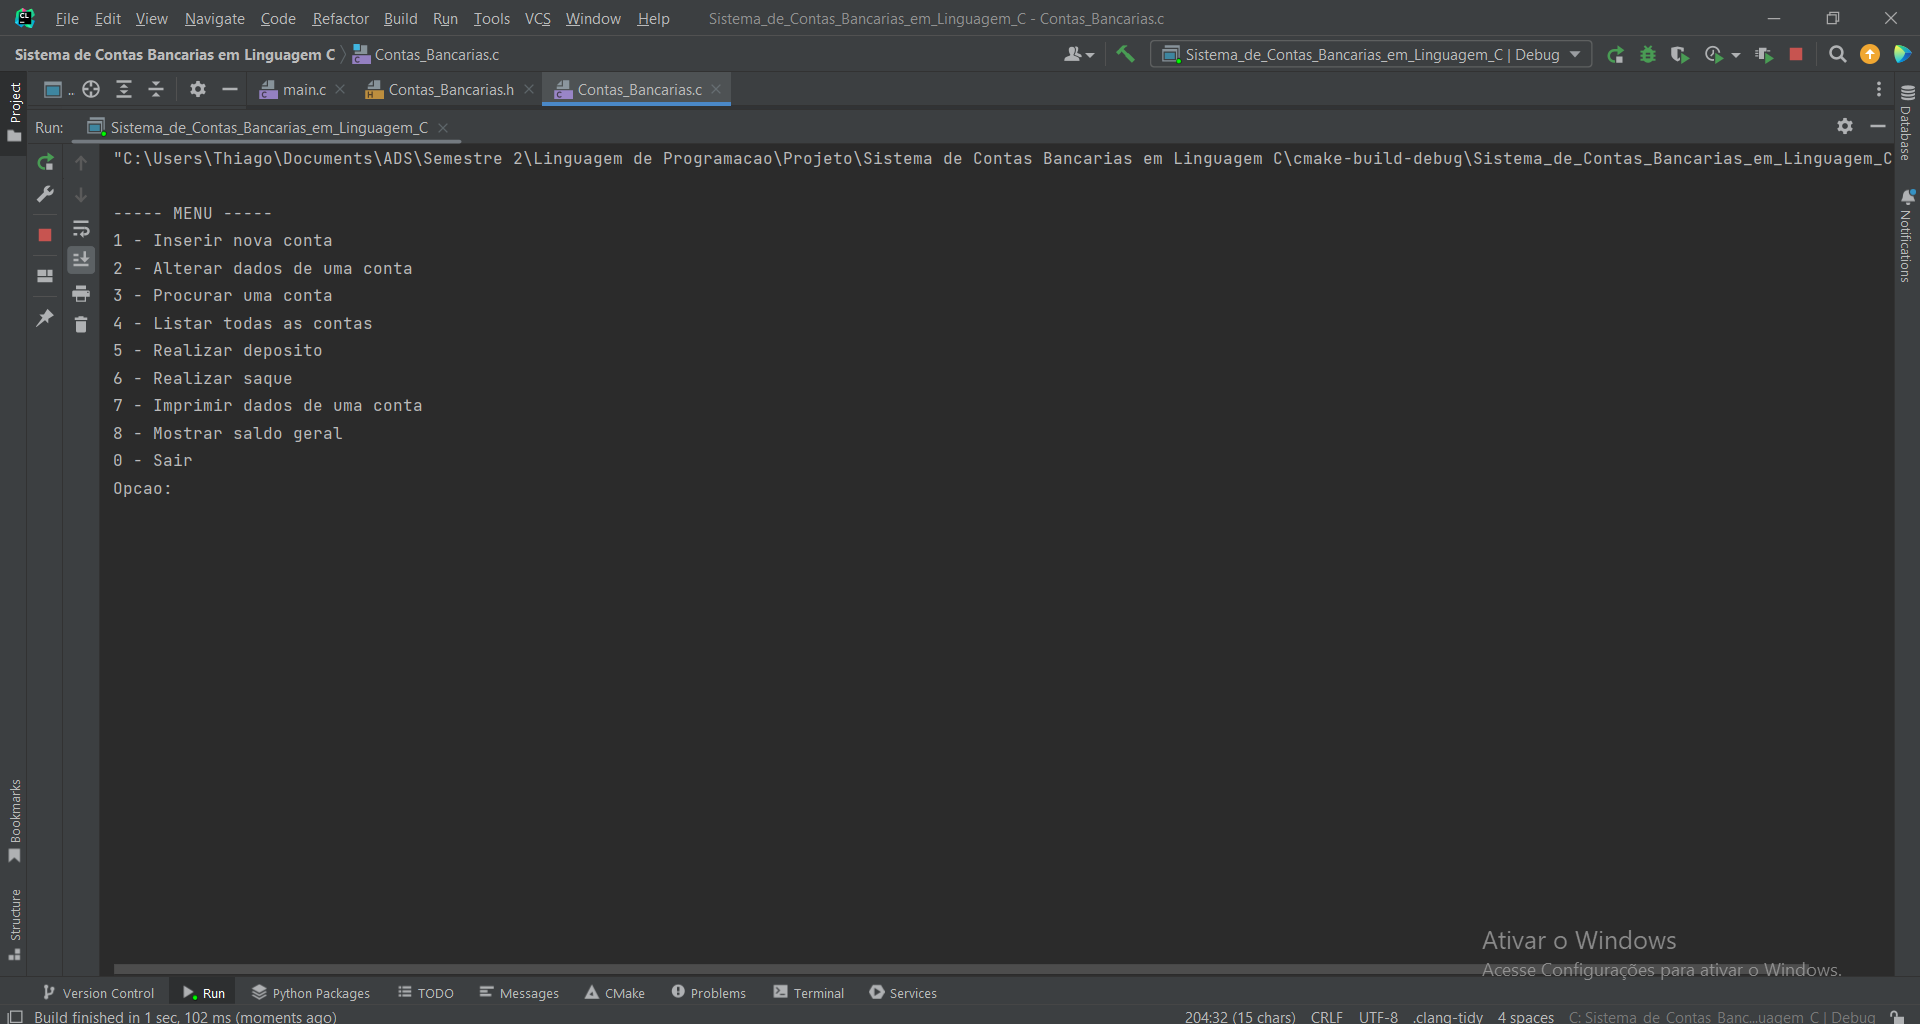 File Edit View Navigate Code Refactor Build Run Tools VCS Window Help Sistema_de_Contas_Bancarias_em_Linguagem_C - Contas_Bancarias.c
Sistema de Contas Bancarias em Linguagem C Contas_Bancarias.c Sistema_de_Contas_Bancarias_em_Linguagem_C | Debug
Project .. main.c Contas_Bancarias.h Contas_Bancarias.c
Run: Sistema_de_Contas_Bancarias_em_Linguagem_C
"C:\Users\Thiago\Documents\ADS\Semestre 2\Linguagem de Programacao\Projeto\Sistema de Contas Bancarias em Linguagem C\cmake-build-debug\Sistema_de_Contas_Bancarias_em_Linguagem_C
----- MENU -----
1 - Inserir nova conta
2 - Alterar dados de uma conta
3 - Procurar uma conta
4 - Listar todas as contas
5 - Realizar deposito
6 - Realizar saque
7 - Imprimir dados de uma conta
8 - Mostrar saldo geral
0 - Sair
Opcao:
Database
Notifications
Bookmarks
Structure
Ativar o Windows
Acesse Configurações para ativar o Windows.
Version Control Run Python Packages TODO Messages CMake Problems Terminal Services
Build finished in 1 sec, 102 ms (moments ago) 204:32 (15 chars) CRLF UTF-8 .clang-tidy 4 spaces C: Sistema_de_Contas_Banc...uagem_C | Debug